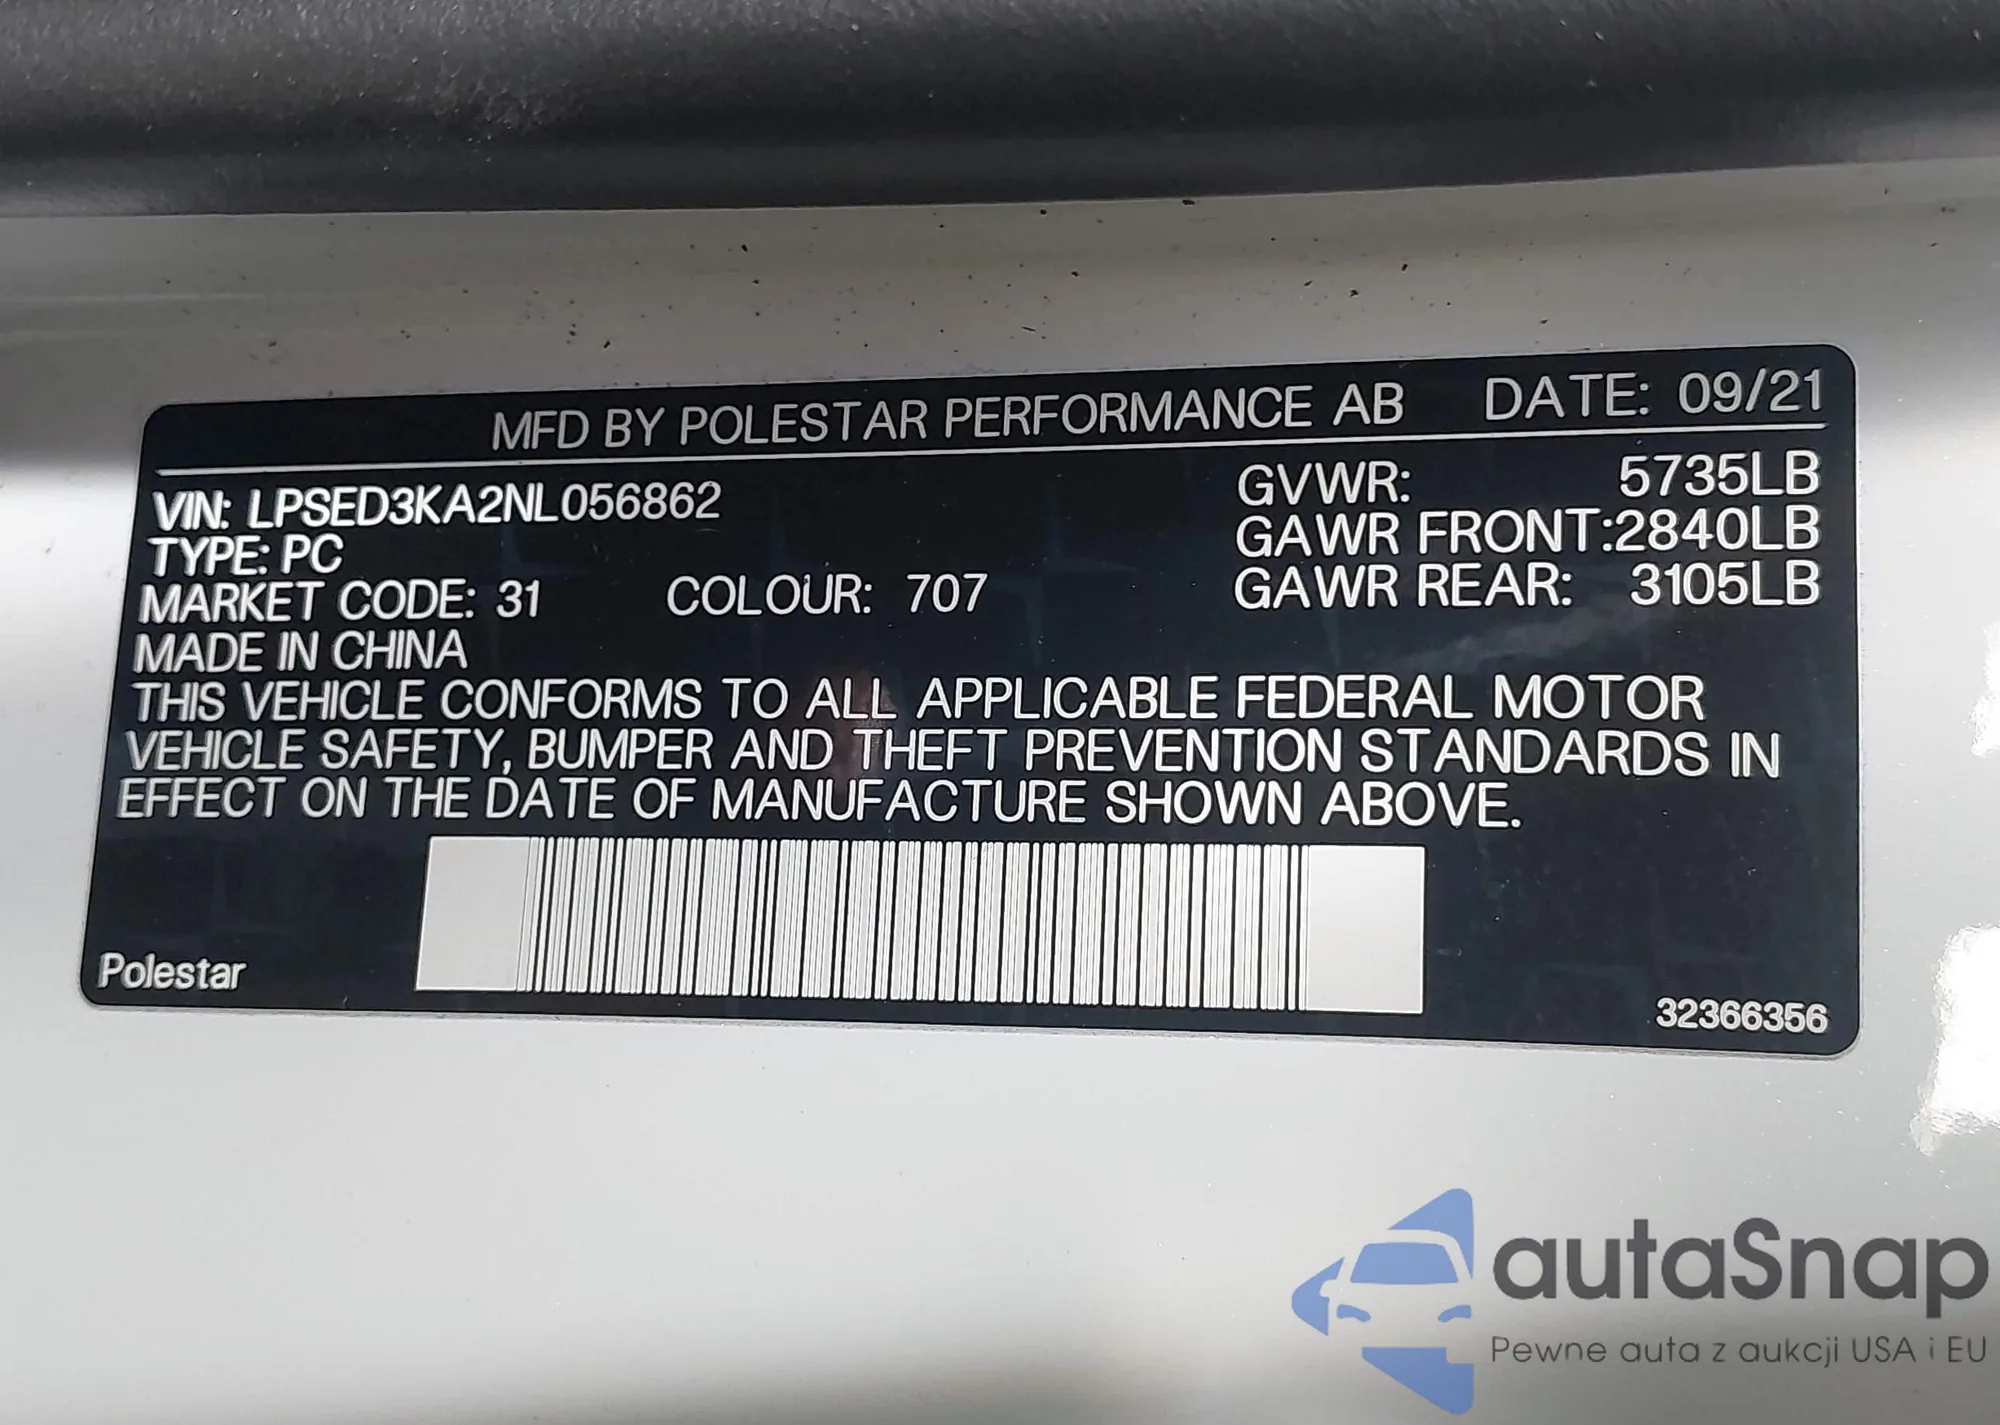 MFD BY POLESTAR PERFORMANCE AB DATE: 09/21
VIN: LPSED3KA2NL056862 GVWR: 5735LB
TYPE: PC GAWR FRONT:2840LB
MARKET CODE: 31 COLOUR: 707 GAWR REAR: 3105LB
MADE IN CHINA
THIS VEHICLE CONFORMS TO ALL APPLICABLE FEDERAL MOTOR
VEHICLE SAFETY, BUMPER AND THEFT PREVENTION STANDARDS IN
EFFECT ON THE DATE OF MANUFACTURE SHOWN ABOVE.
Polestar
32366356
autaSnap
Pewne auta z aukcji USA i EU